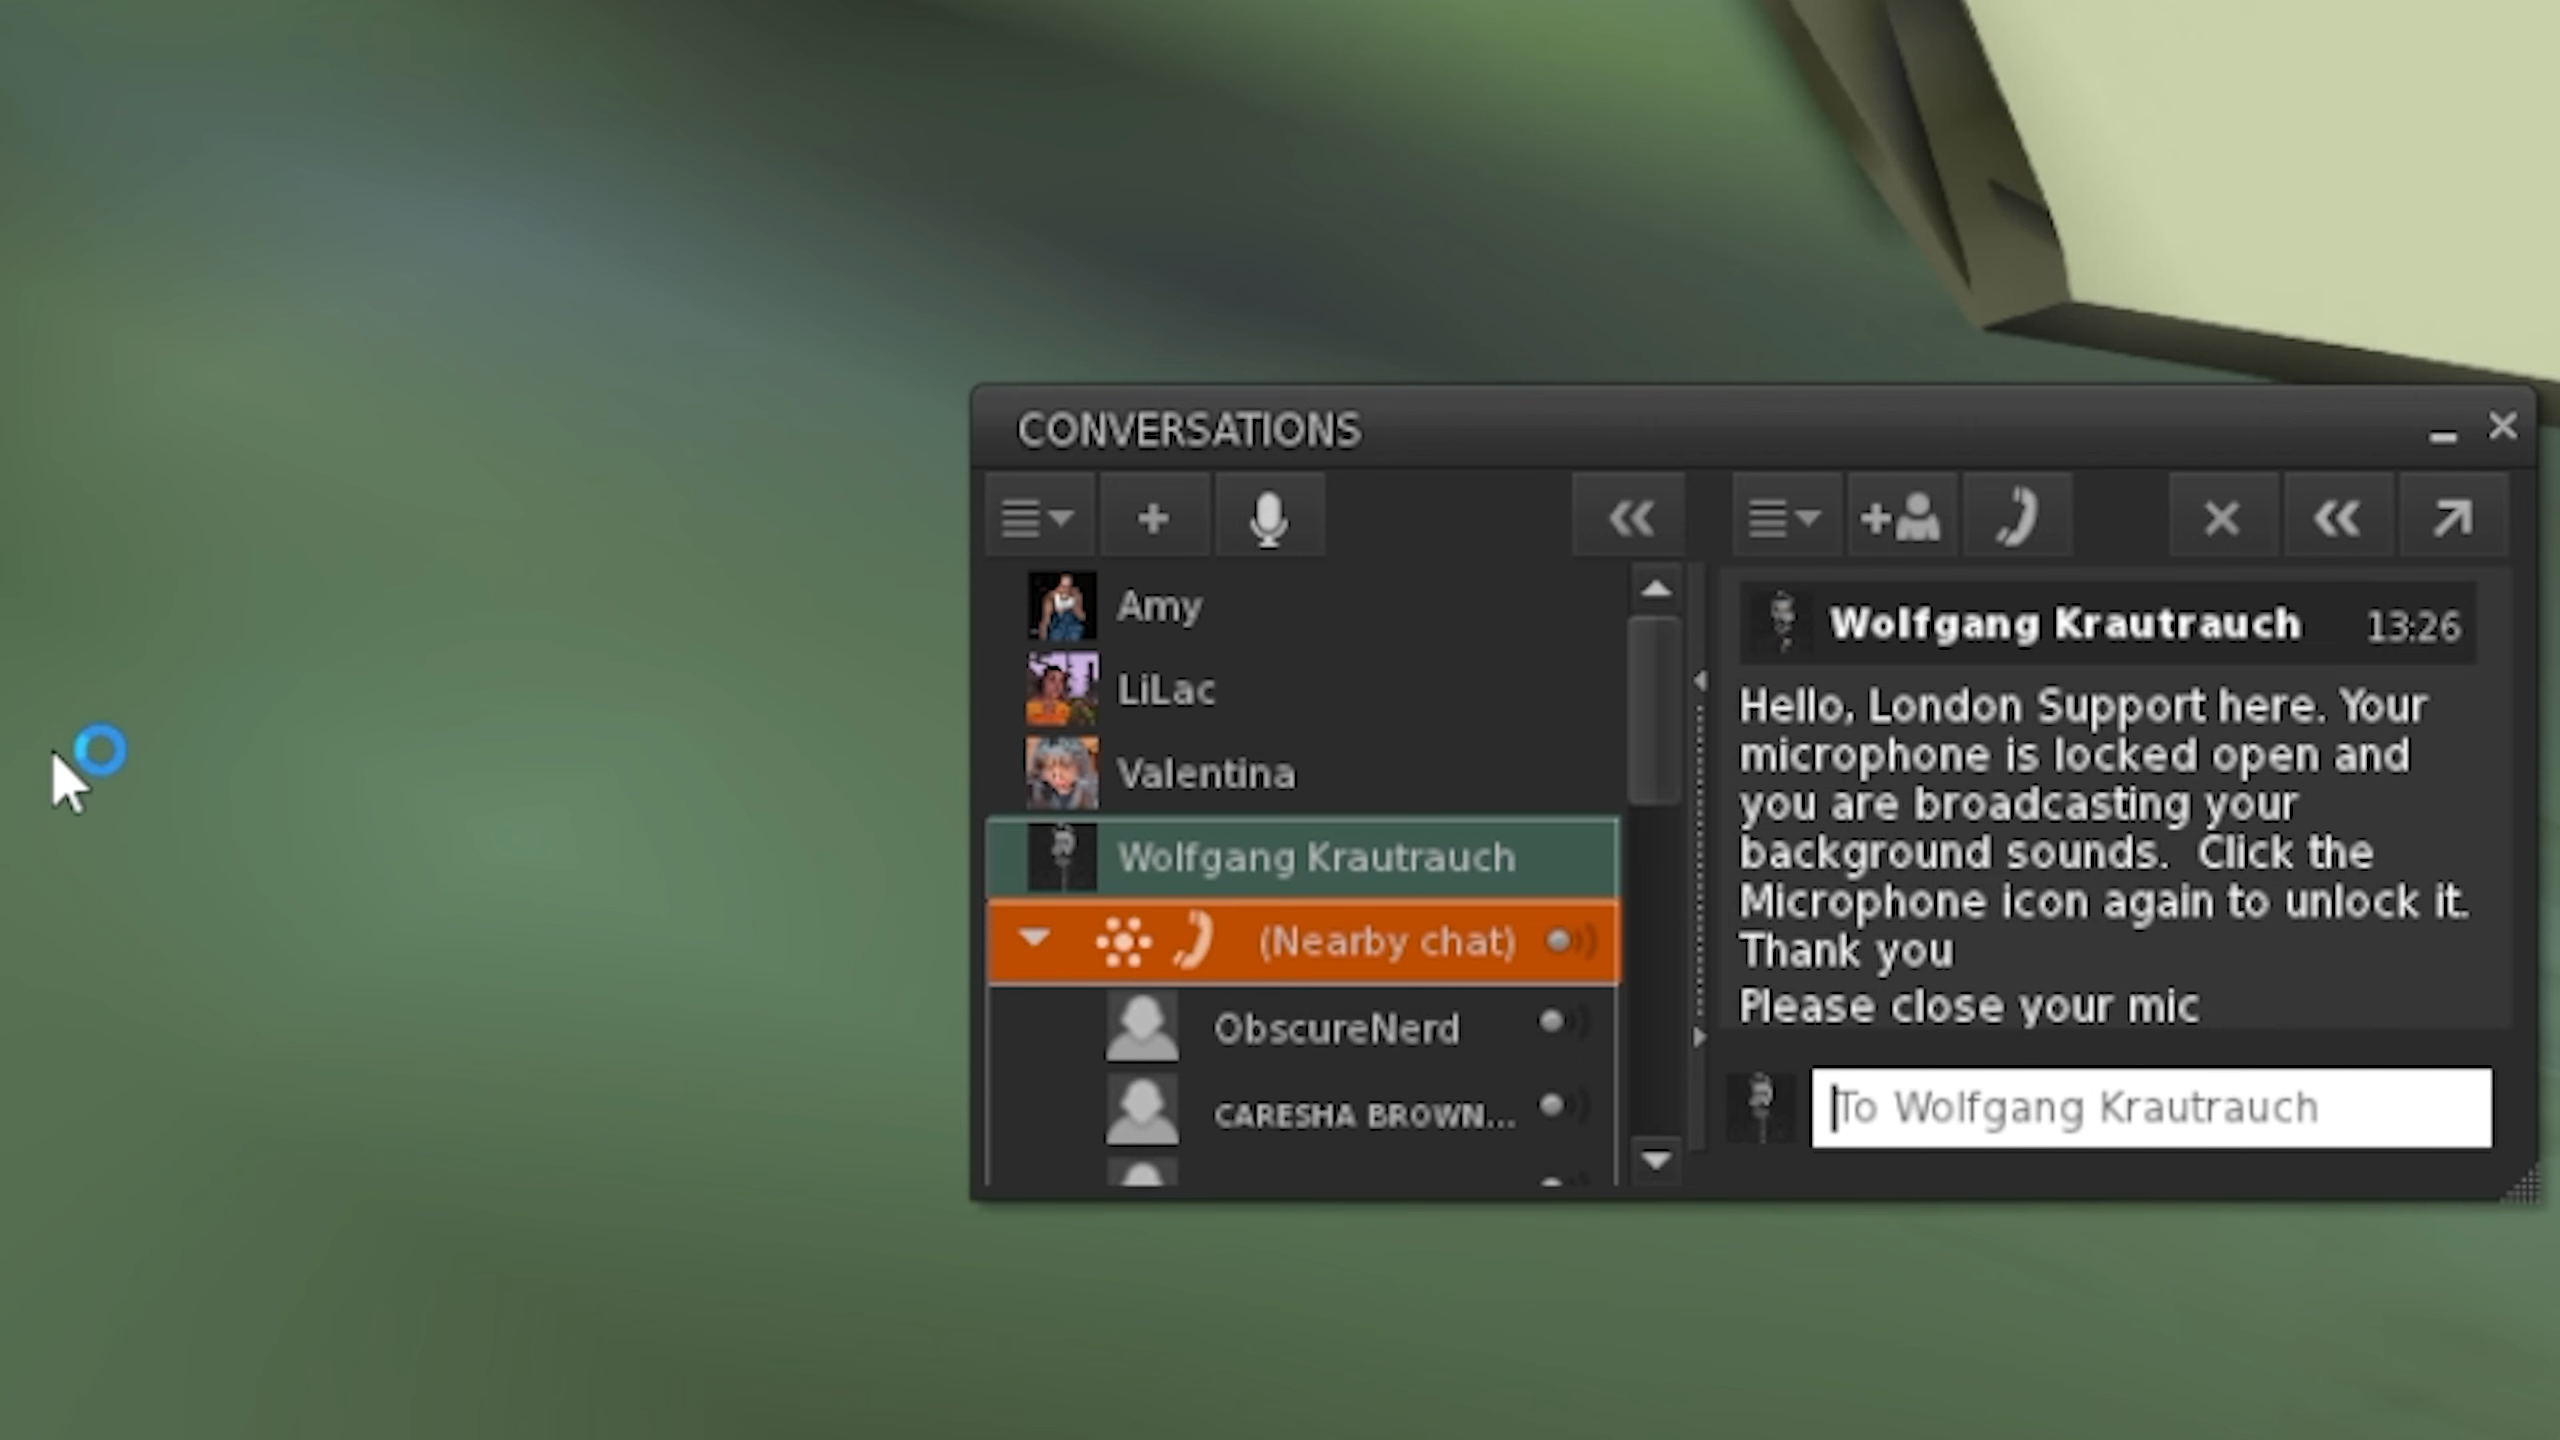 CONVERSATIONS
Amy
LiLac
Valentina
Wolfgang Krautrauch
(Nearby chat)
ObscureNerd
CARESHA BROWN...
Wolfgang Krautrauch 13:26
Hello, London Support here. Your
microphone is locked open and
you are broadcasting your
background sounds.  Click the
Microphone icon again to unlock it.
Thank you
Please close your mic
To Wolfgang Krautrauch